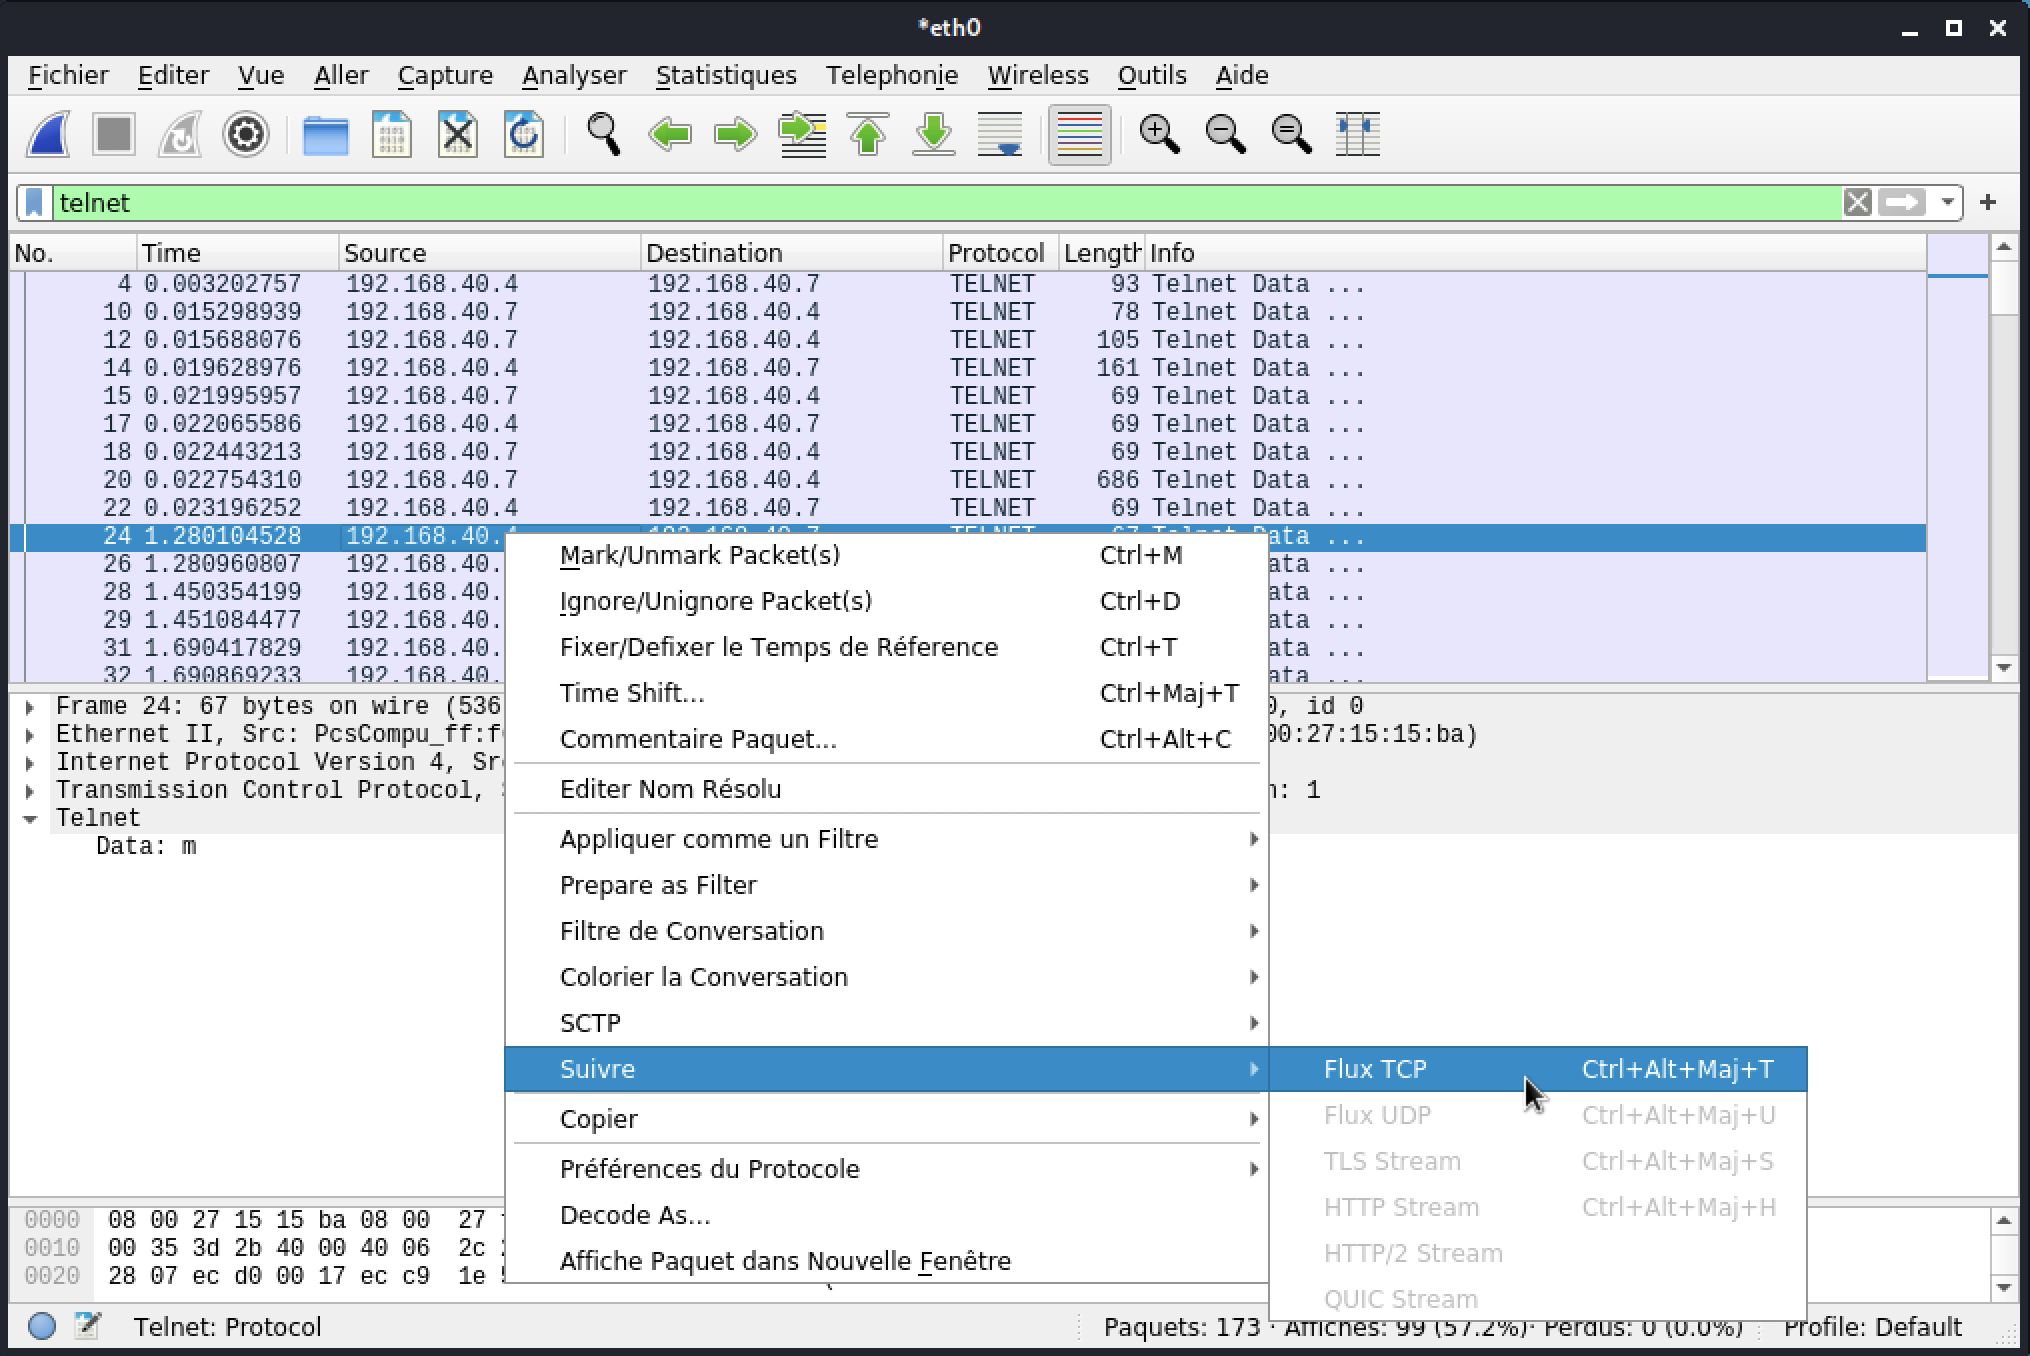 *eth0
Fichier Editer Vue Aller Capture Analyser Statistiques Telephonie Wireless Outils Aide
telnet
No. Time Source Destination Protocol Length Info
4 0.003202757 192.168.40.4 192.168.40.7 TELNET 93 Telnet Data ...
10 0.015298939 192.168.40.7 192.168.40.4 TELNET 78 Telnet Data ...
12 0.015688076 192.168.40.7 192.168.40.4 TELNET 105 Telnet Data ...
14 0.019628976 192.168.40.4 192.168.40.7 TELNET 161 Telnet Data ...
15 0.021995957 192.168.40.7 192.168.40.4 TELNET 69 Telnet Data ...
17 0.022065586 192.168.40.4 192.168.40.7 TELNET 69 Telnet Data ...
18 0.022443213 192.168.40.7 192.168.40.4 TELNET 69 Telnet Data ...
20 0.022754310 192.168.40.7 192.168.40.4 TELNET 686 Telnet Data ...
22 0.023196252 192.168.40.4 192.168.40.7 TELNET 69 Telnet Data ...
24 1.280104528 192.168.40.4 192.168.40.7 TELNET 67 Telnet Data ...
26 1.280960807 192.168.40. ata ...
28 1.450354199 192.168.40. ata ...
29 1.451084477 192.168.40. ata ...
31 1.690417829 192.168.40. ata ...
32 1.690869233 192.168.40. ata ...
Mark/Unmark Packet(s) Ctrl+M
Ignore/Unignore Packet(s) Ctrl+D
Fixer/Defixer le Temps de Réference Ctrl+T
Time Shift... Ctrl+Maj+T
Commentaire Paquet... Ctrl+Alt+C
Editer Nom Résolu
Appliquer comme un Filtre
Prepare as Filter
Filtre de Conversation
Colorier la Conversation
SCTP
Suivre
Copier
Préférences du Protocole
Decode As...
Affiche Paquet dans Nouvelle Fenêtre
Flux TCP Ctrl+Alt+Maj+T
Flux UDP Ctrl+Alt+Maj+U
TLS Stream Ctrl+Alt+Maj+S
HTTP Stream Ctrl+Alt+Maj+H
HTTP/2 Stream
QUIC Stream
Frame 24: 67 bytes on wire (536 0, id 0
Ethernet II, Src: PcsCompu_ff:f 00:27:15:15:ba)
Internet Protocol Version 4, Sr
Transmission Control Protocol, n: 1
Telnet
Data: m
0000 08 00 27 15 15 ba 08 00 27
0010 00 35 3d 2b 40 00 40 06 2c
0020 28 07 ec d0 00 17 ec c9 1e
Telnet: Protocol
Paquets: 173 · Affichés: 99 (57.2%)· Perdus: 0 (0.0%)
Profile: Default